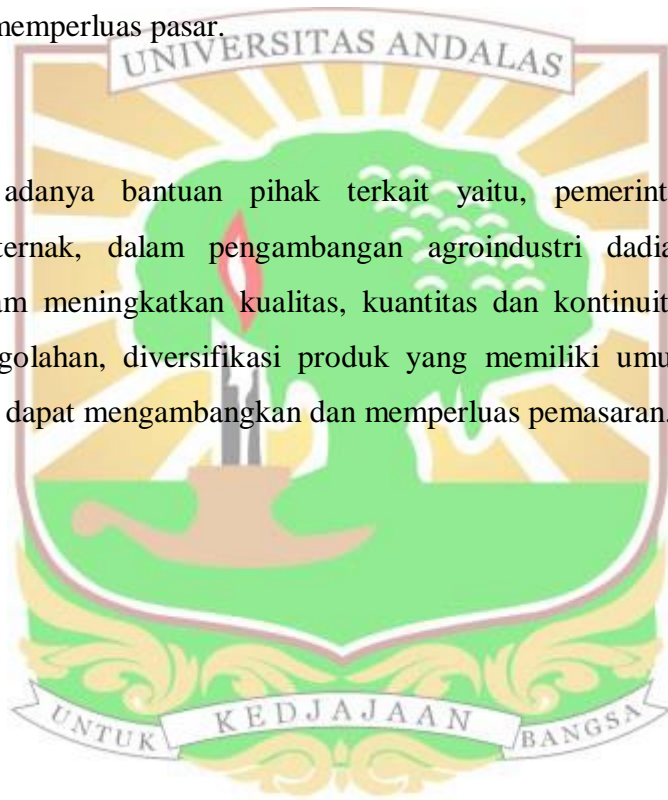 memperluas pasar.
UNIVERSITAS ANDALAS
adanya bantuan pihak terkait yaitu, pemerint
ternak, dalam pengambangan agroindustri dadia
am meningkatkan kualitas, kuantitas dan kontinuit
golahan, diversifikasi produk yang memiliki umu
dapat mengambangkan dan memperluas pemasaran.
UNTUK KEDJAJAAN BANGSA